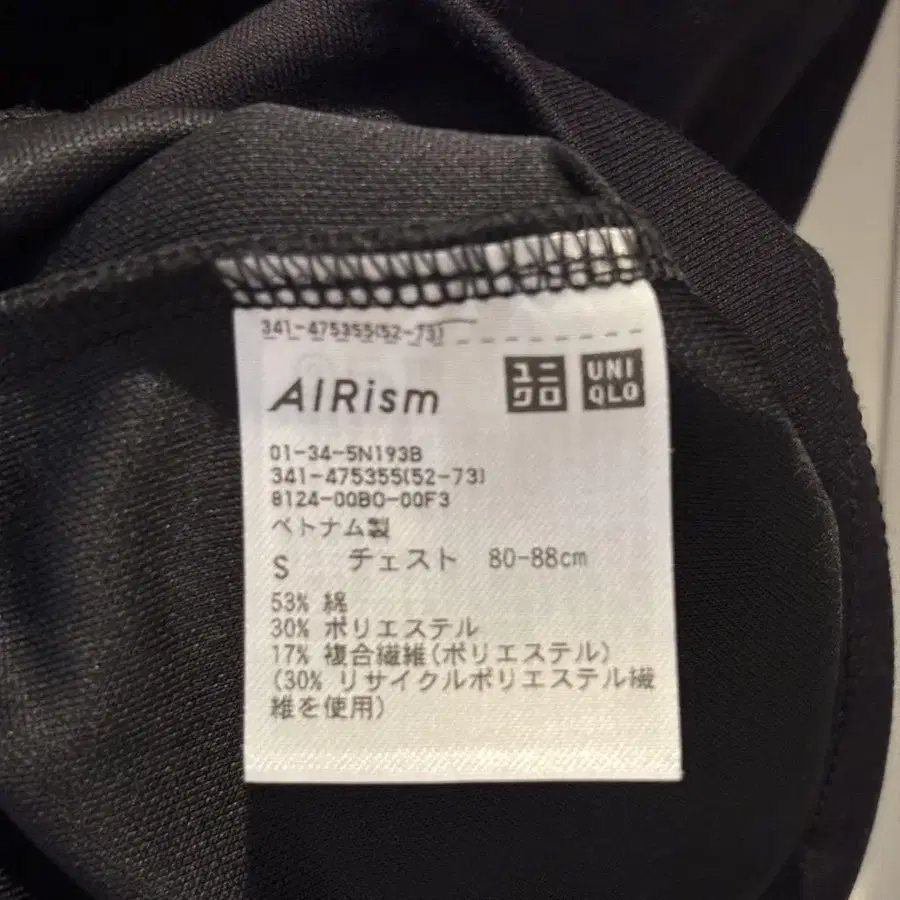 341-475355(52-73)
AIRism
ユニ
クロ
UNI
QLO
01-34-5N193B
341-475355(52-73)
8124-00B0-00F3
ベトナム製
S チェスト 80-88cm
53% 綿
30% ポリエステル
17% 複合繊維(ポリエステル)
(30% リサイクルポリエステル繊
維を使用)